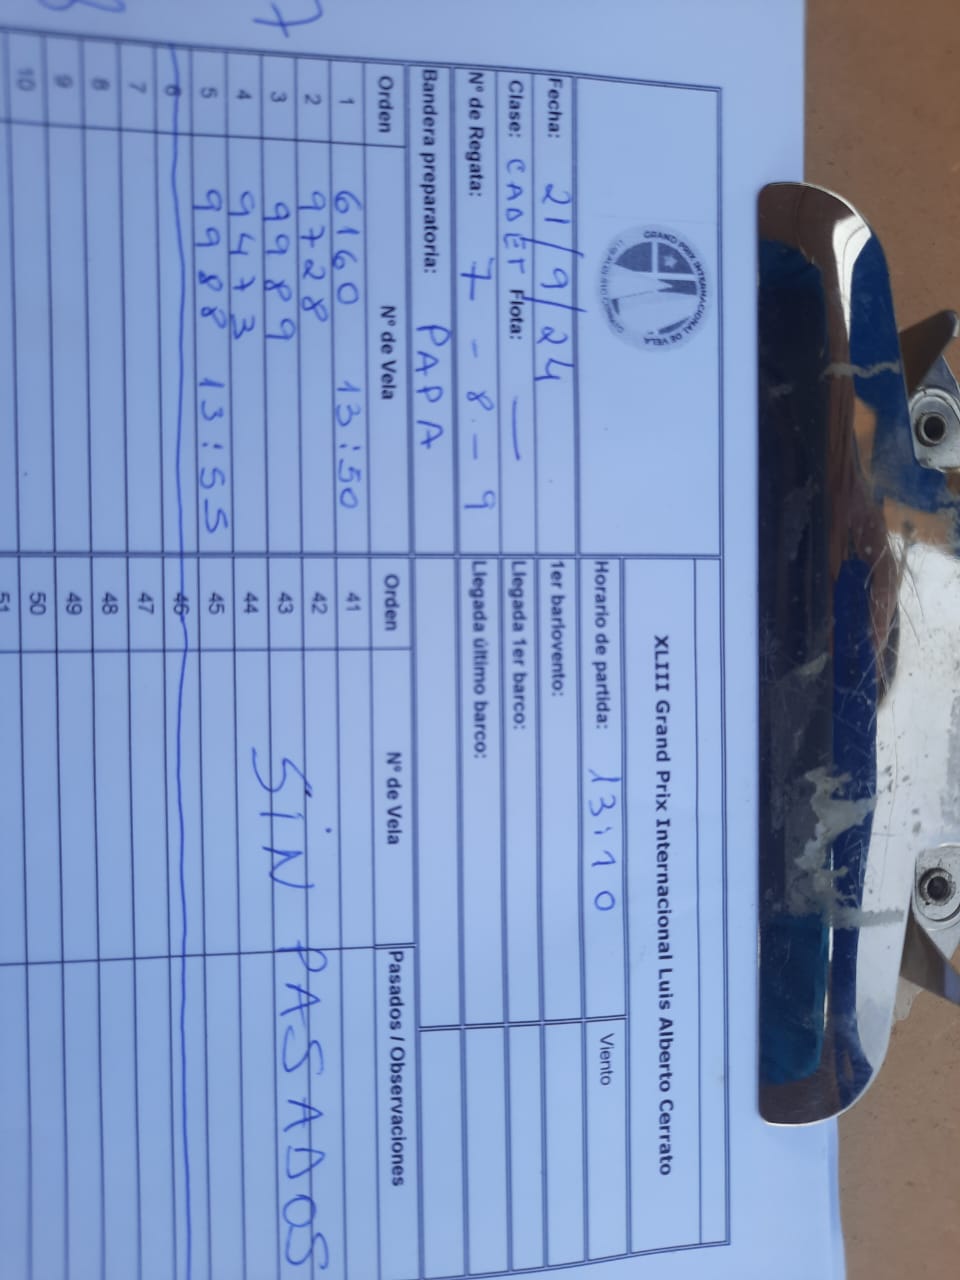 GRAND PRIX INTERNACIONAL DE VELA
LUIS ALBERTO CERRATO
XLIII Grand Prix Internacional Luis Alberto Cerrato
Horario de partida: 13:10 Viento
Fecha: 21/9/24
1er barlovento:
Clase: CADET Flota: —
Llegada 1er barco:
Nº de Regata: 7 - 8 - 9
Llegada último barco:
Bandera preparatoria: PAPA
Orden Nº de Vela Orden Nº de Vela Pasados / Observaciones
1 6160 13:50 41
2 9728 42
SIN PASADOS
7
3 9989 43
4 9473 44
5 9988 13:55 45
6 46
7 47
8 48
9 49
10 50
51